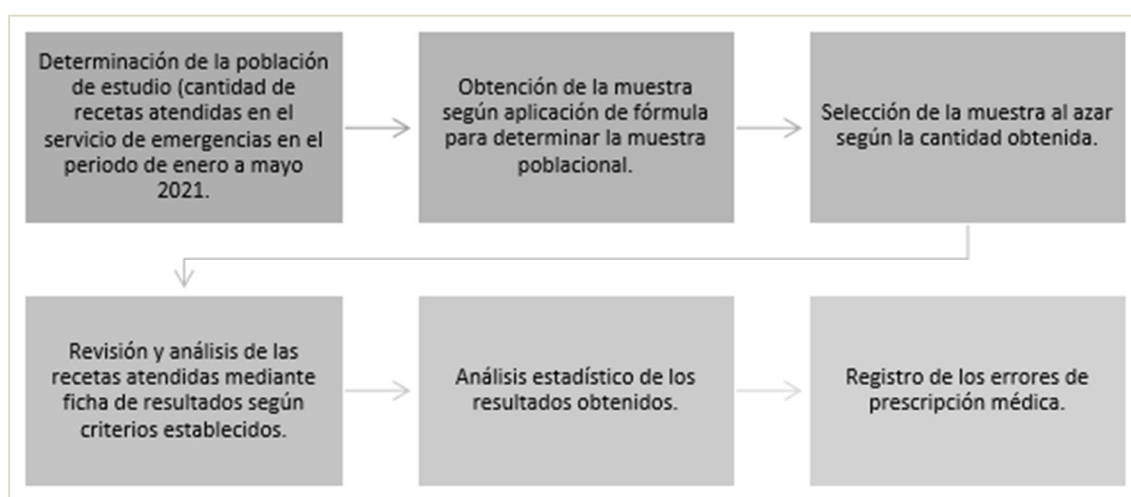 Determinación de la población
de estudio (cantidad de
recetas atendidas en el
servicio de emergencias en el
periodo de enero a mayo
2021.
Obtención de la muestra
según aplicación de fórmula
para determinar la muestra
poblacional.
Selección de la muestra al azar
según la cantidad obtenida.
Revisión y análisis de las
recetas atendidas mediante
ficha de resultados según
criterios establecidos.
Análisis estadístico de los
resultados obtenidos.
Registro de los errores de
prescripción médica.